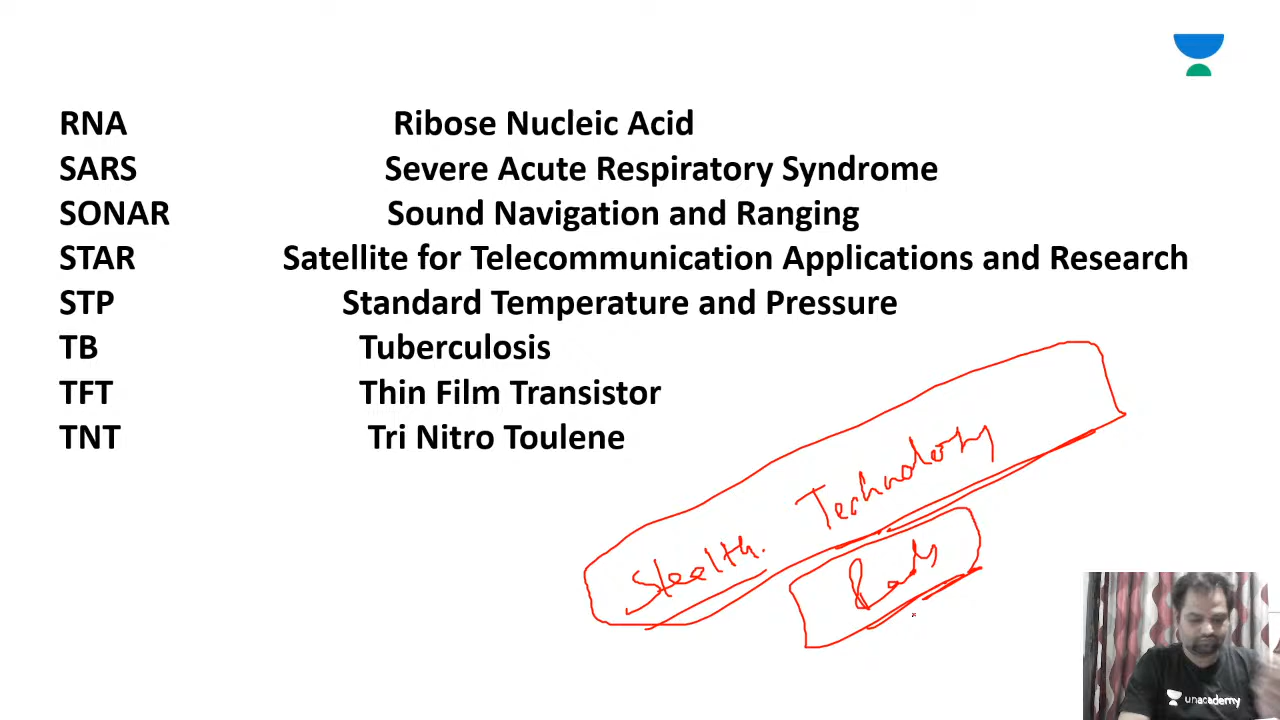 RNA Ribose Nucleic Acid
SARS Severe Acute Respiratory Syndrome
SONAR Sound Navigation and Ranging
STAR Satellite for Telecommunication Applications and Research
STP Standard Temperature and Pressure
TB Tuberculosis
TFT Thin Film Transistor
TNT Tri Nitro Toulene
Stealth Technology
unacademy